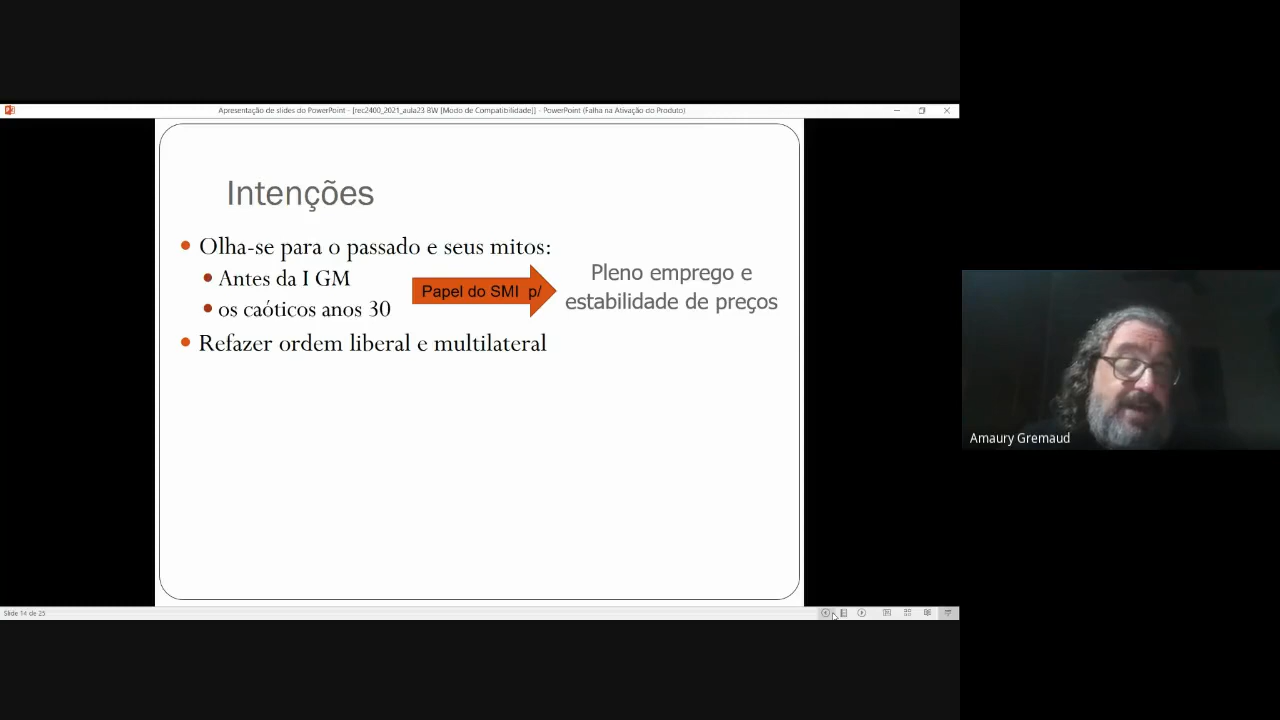 Apresentação de slides do PowerPoint - [rec2400_2021_aula23 BW [Modo de Compatibilidade]] - PowerPoint (Falha na Ativação do Produto)
Intenções
Olha-se para o passado e seus mitos:
Antes da I GM
os caóticos anos 30
Papel do SMI p/
Pleno emprego e
estabilidade de preços
Refazer ordem liberal e multilateral
Amaury Gremaud
Slide 14 de 25